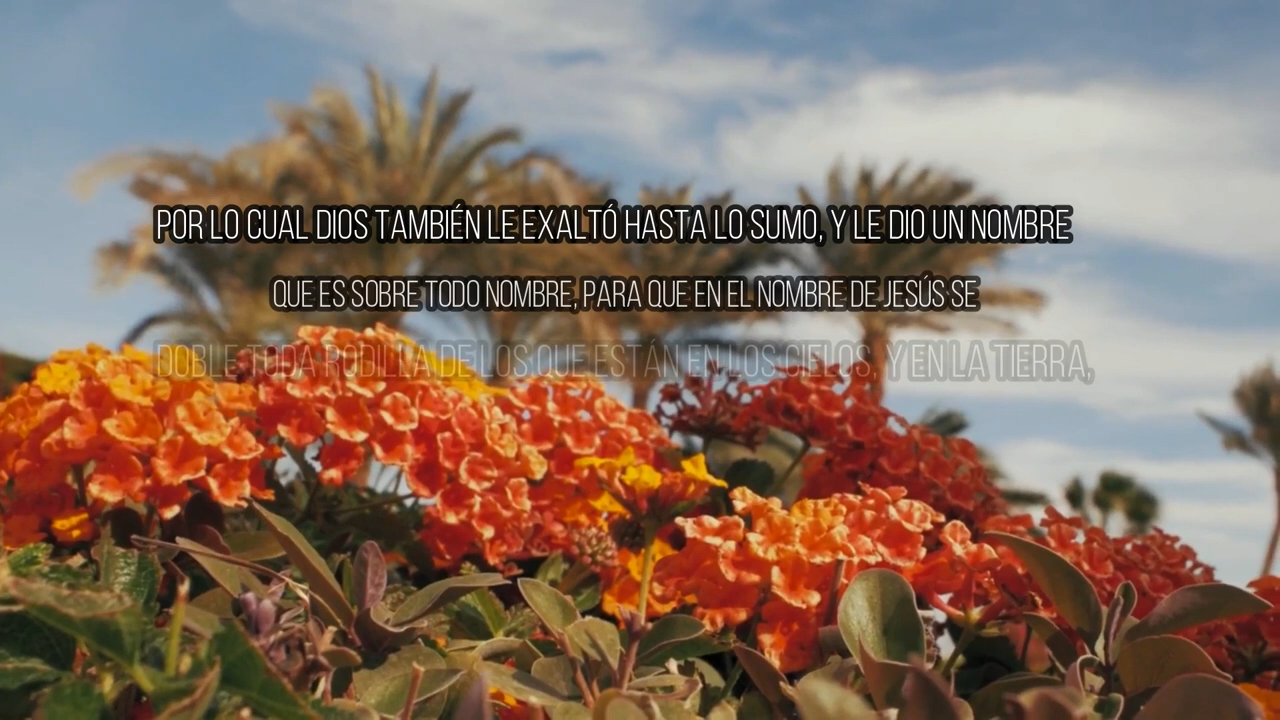 POR LO CUAL DIOS TAMBIÉN LE EXALTÓ HASTA LO SUMO, Y LE DIO UN NOMBRE
QUE ES SOBRE TODO NOMBRE, PARA QUE EN EL NOMBRE DE JESÚS SE
DOBLE TODA RODILLA DE LOS QUE ESTÁN EN LOS CIELOS, Y EN LA TIERRA,